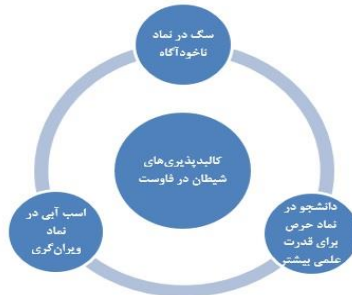 سگ در نماد
ناخودآگاه
کالبدپذیری‌های
شیطان در فاوست
دانشجو در
نماد حرص
برای قدرت
علمی بیشتر
اسب آبی در
نماد
ویران‌گری